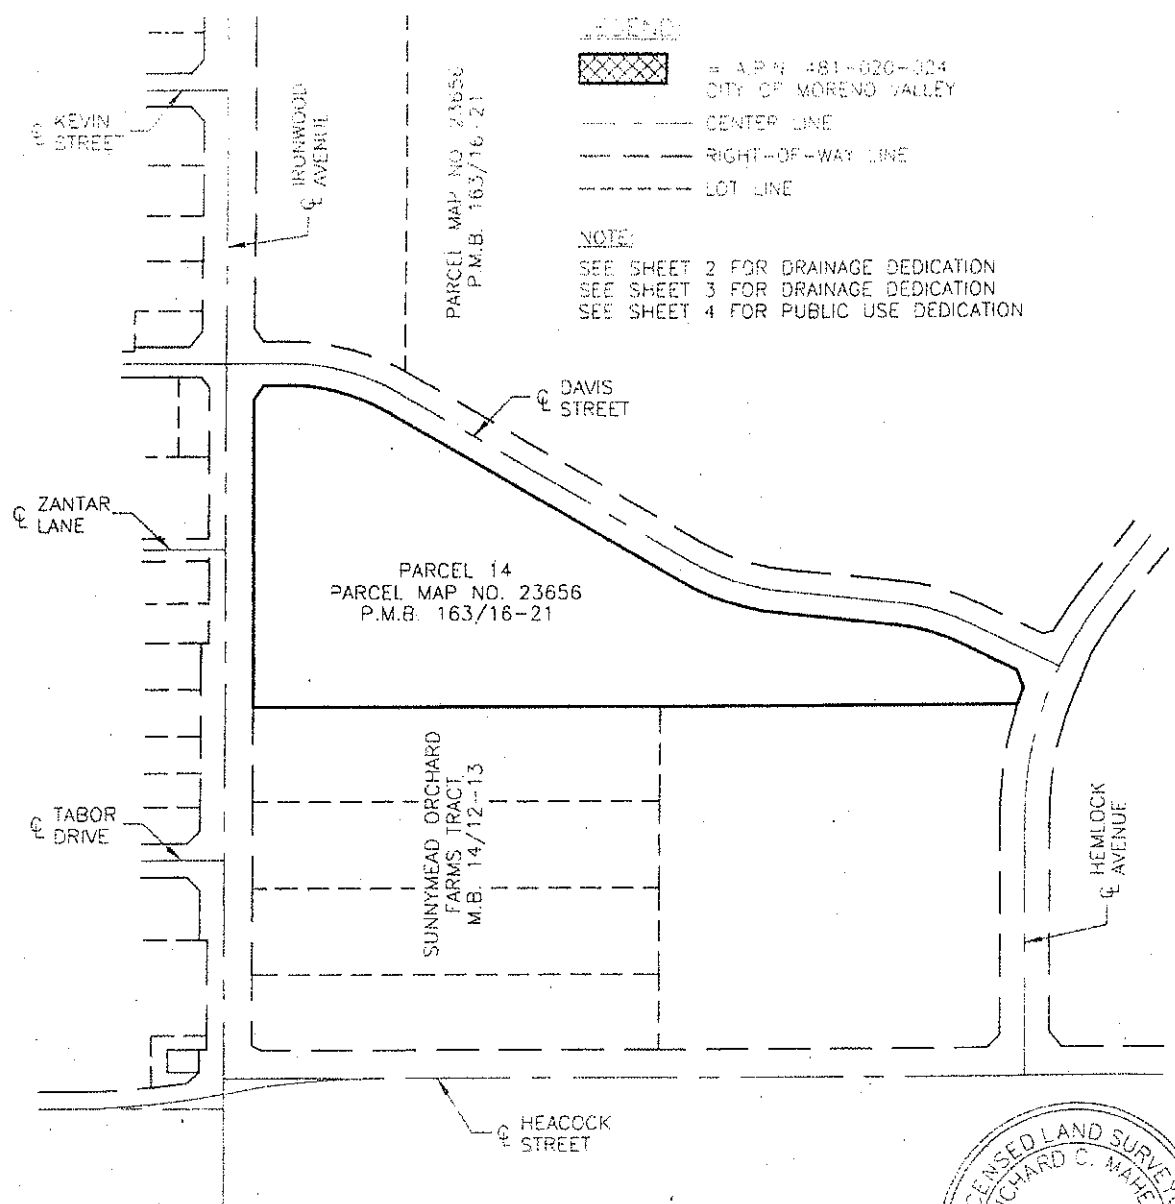 LEGEND:
= A.P.N. 481-020-024
CITY OF MORENO VALLEY
CENTER LINE
RIGHT-OF-WAY LINE
LOT LINE
NOTE:
SEE SHEET 2 FOR DRAINAGE DEDICATION
SEE SHEET 3 FOR DRAINAGE DEDICATION
SEE SHEET 4 FOR PUBLIC USE DEDICATION
℄ KEVIN
STREET
℄ IRONWOOD
AVENUE
PARCEL MAP NO. 23656
P.M.B. 163/16-21
℄ DAVIS
STREET
℄ ZANTAR
LANE
PARCEL 14
PARCEL MAP NO. 23656
P.M.B. 163/16-21
℄ TABOR
DRIVE
SUNNYMEAD ORCHARD
FARMS TRACT
M.B. 14/12-13
℄ HEMLOCK
AVENUE
℄ HEACOCK
STREET
LAND
C.